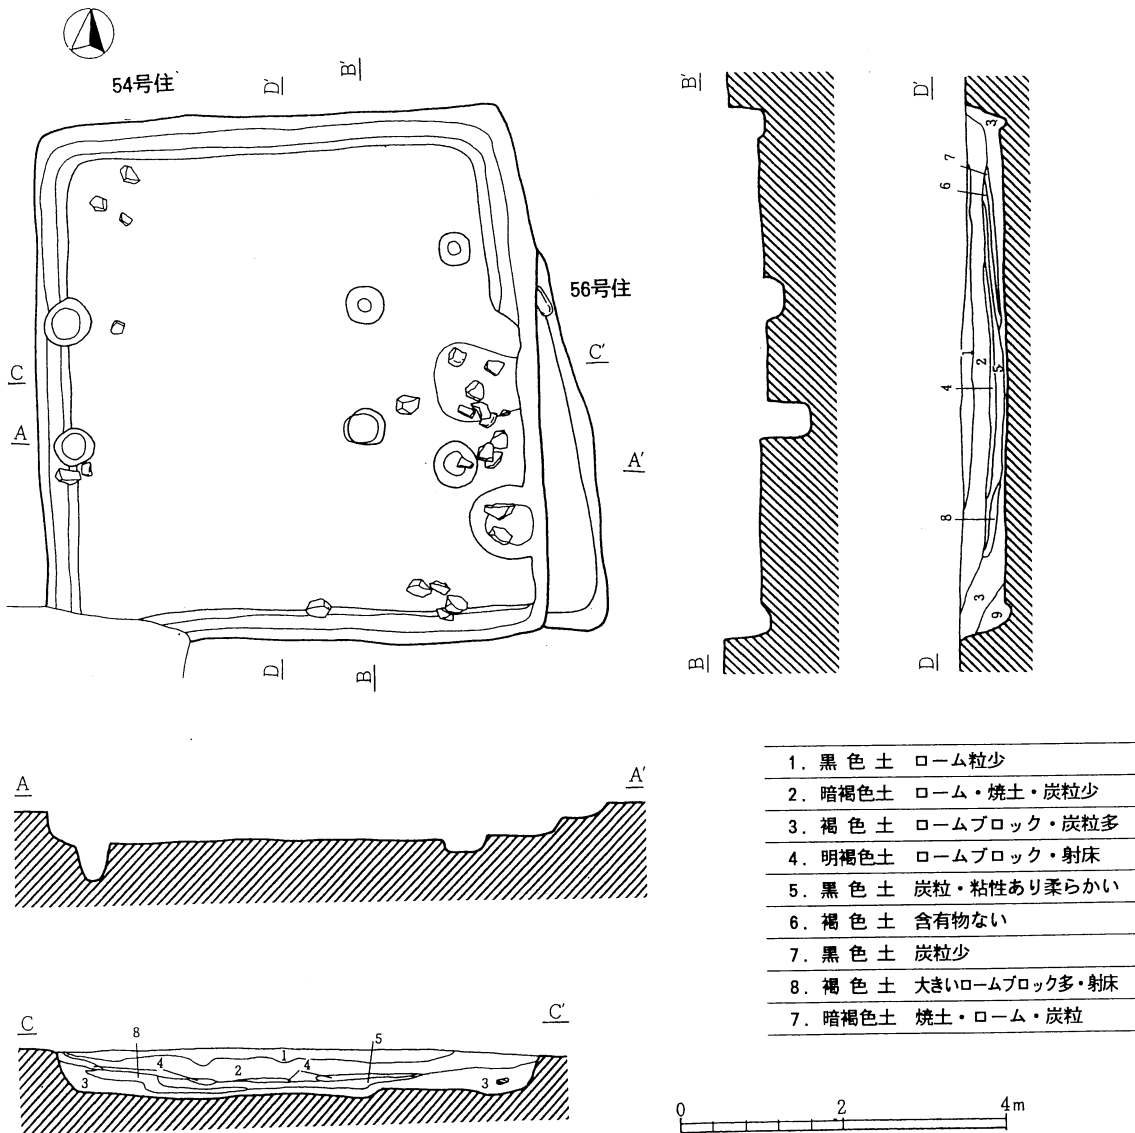 54号住
D'
B'
56号住
C
C'
A
A'
D
B
B'
B
D'
3
7
6
1
2
5
4
8
3
9
D
A
A'
C
C'
8
5
1
4
2
4
3
3
1. 黒色土 ローム粒少
2. 暗褐色土 ローム・焼土・炭粒少
3. 褐色土 ロームブロック・炭粒多
4. 明褐色土 ロームブロック・射床
5. 黒色土 炭粒・粘性あり柔らかい
6. 褐色土 含有物ない
7. 黒色土 炭粒少
8. 褐色土 大きいロームブロック多・射床
7. 暗褐色土 焼土・ローム・炭粒
0 2 4m